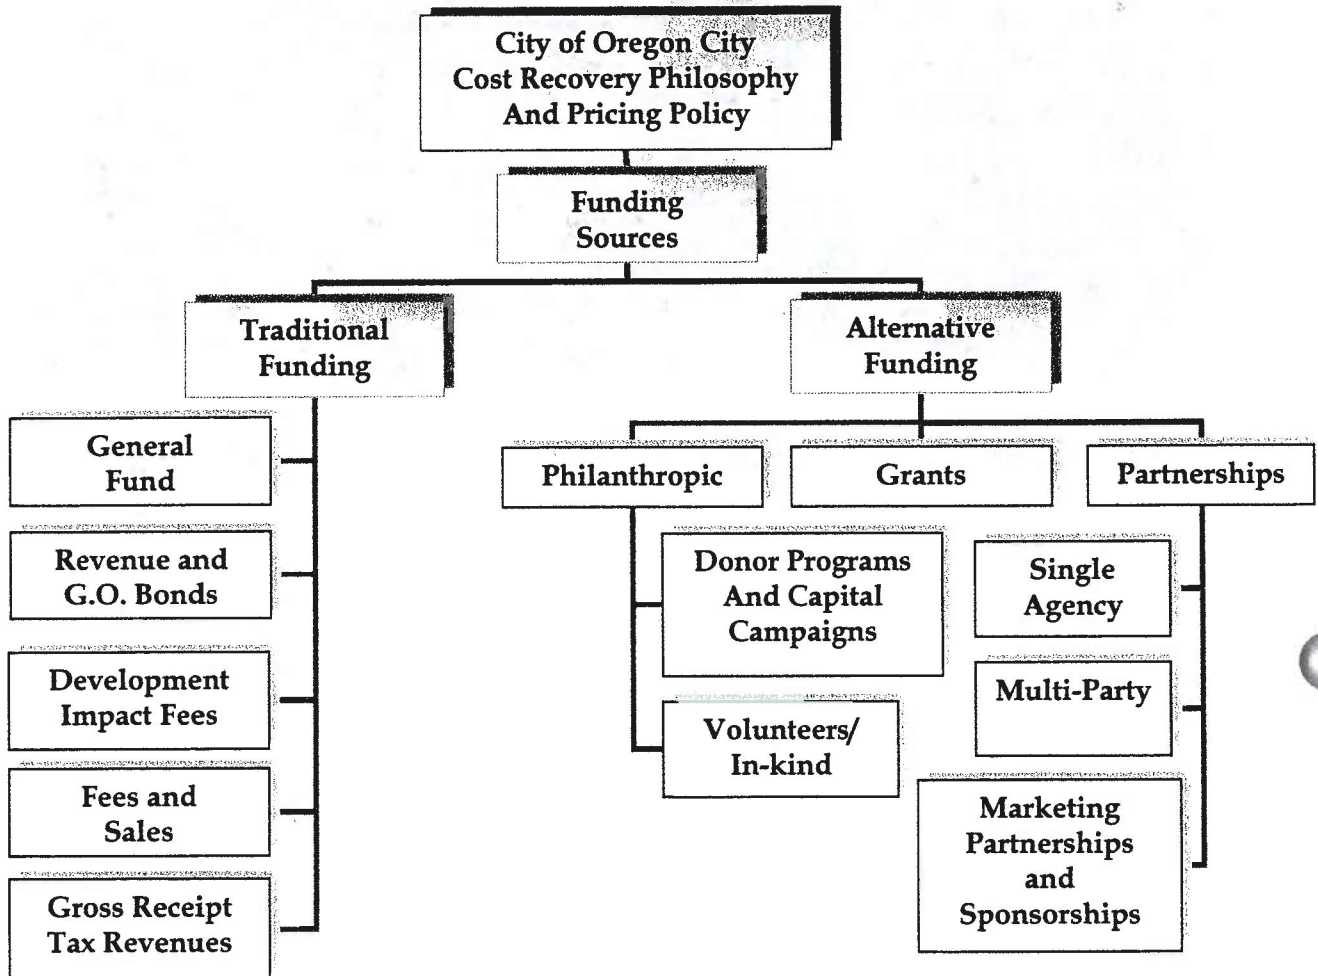 City of Oregon City
Cost Recovery Philosophy
And Pricing Policy
Funding
Sources
Traditional
Funding
Alternative
Funding
General
Fund
Revenue and
G.O. Bonds
Development
Impact Fees
Fees and
Sales
Gross Receipt
Tax Revenues
Philanthropic
Grants
Partnerships
Donor Programs
And Capital
Campaigns
Volunteers/
In-kind
Single
Agency
Multi-Party
Marketing
Partnerships
and
Sponsorships